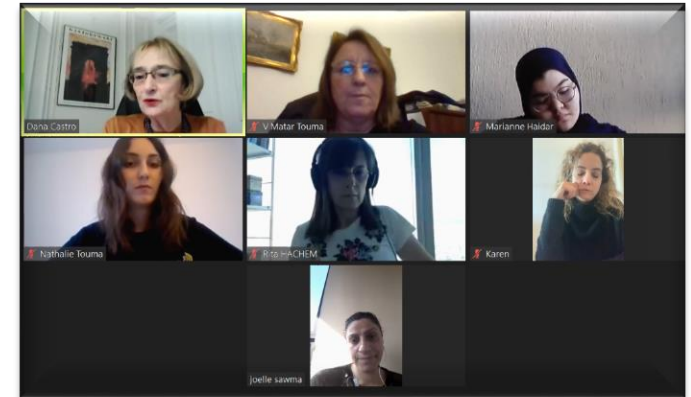 Dana Castro
V Matar Touma
Marianne Haidar
Nathalie Touma
Rita HACHEM
Karen
joelle sawma